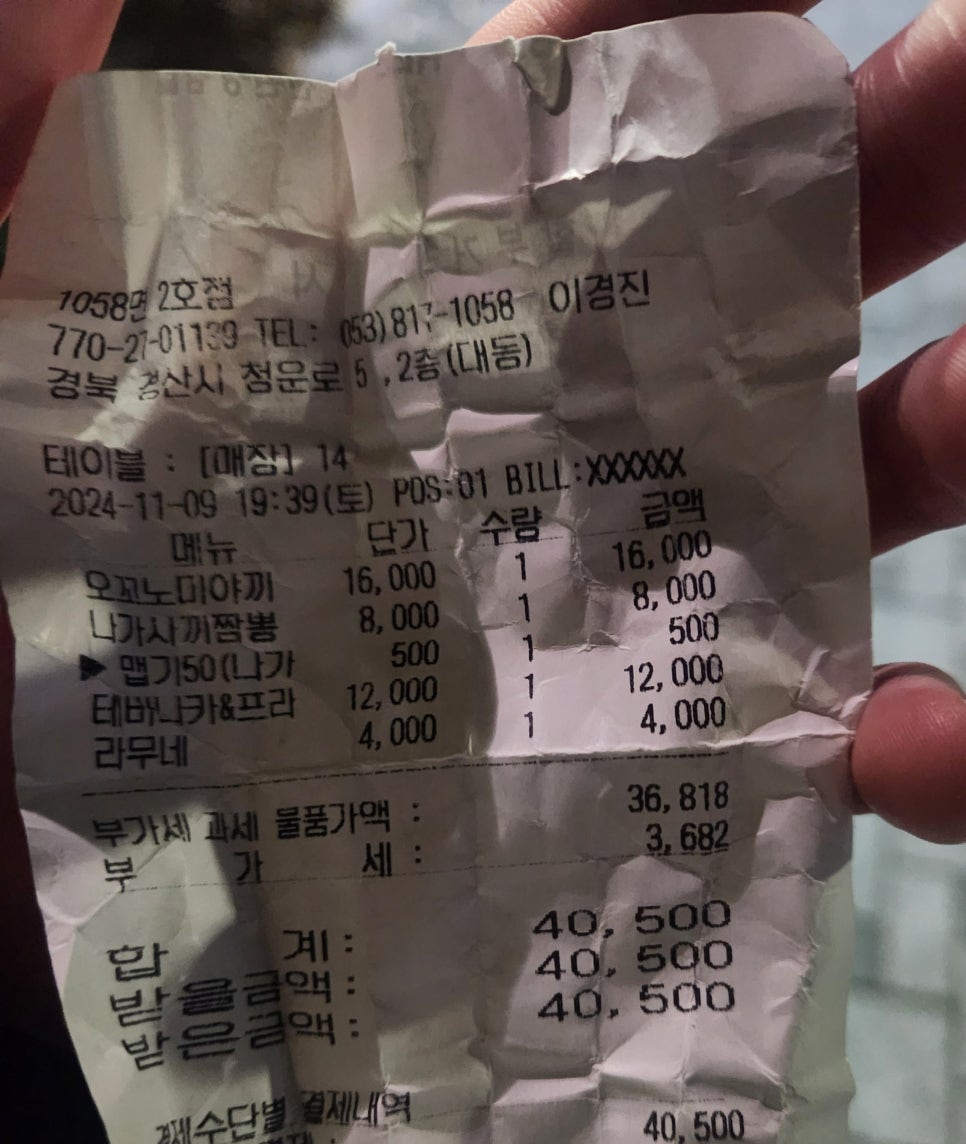 1058면 2호점
770-27-01139 TEL: 053)817-1058 이경진
경북 경산시 청운로 5 ,2층(대동)
테이블 : [매장] 14
2024-11-09 19:39(토) POS:01 BILL:XXXXXX
메뉴 단가 수량 금액
오꼬노미야끼 16,000 1 16,000
나가사끼짬뽕 8,000 1 8,000
▶ 맵기50(나가 500 1 500
테바나카&프라 12,000 1 12,000
라무네 4,000 1 4,000
부가세 과세 물품가액 : 36,818
부 가 세 : 3,682
합 계 : 40,500
받을금액 : 40,500
받은금액 : 40,500
결제수단별 결제내역
40,500